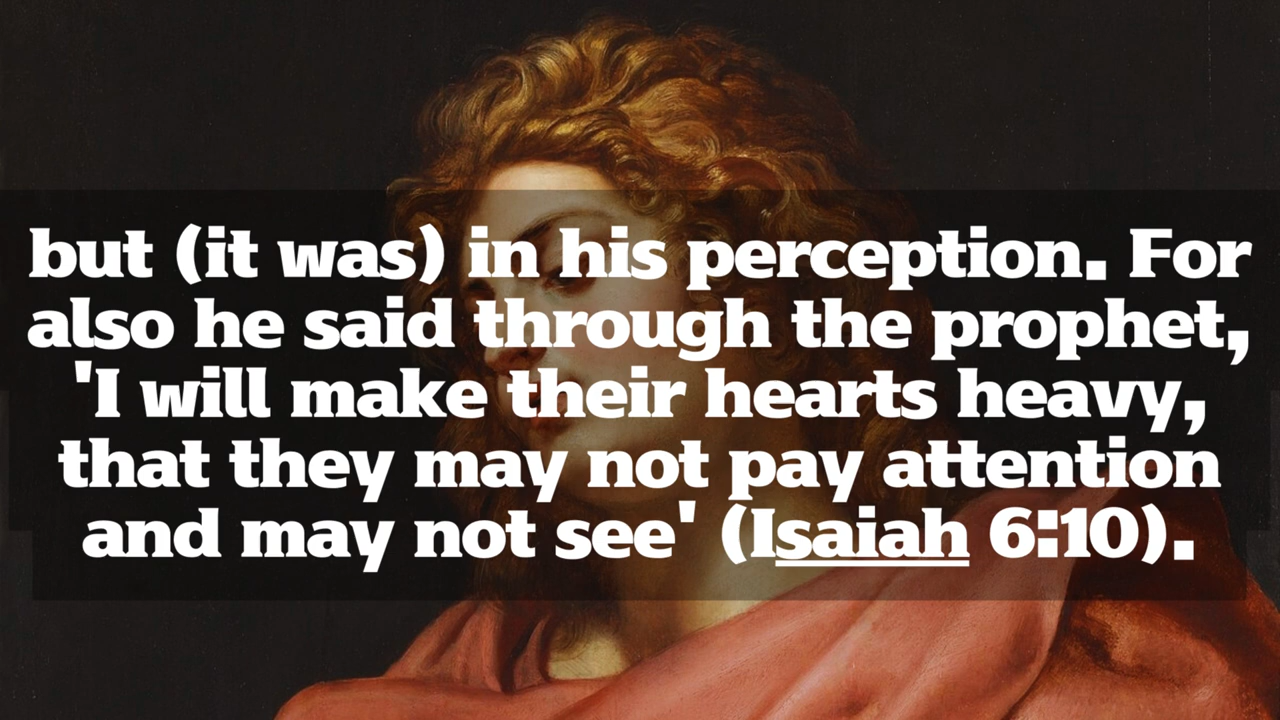 but (it was) in his perception. For
also he said through the prophet,
'I will make their hearts heavy,
that they may not pay attention
and may not see' (Isaiah 6:10).